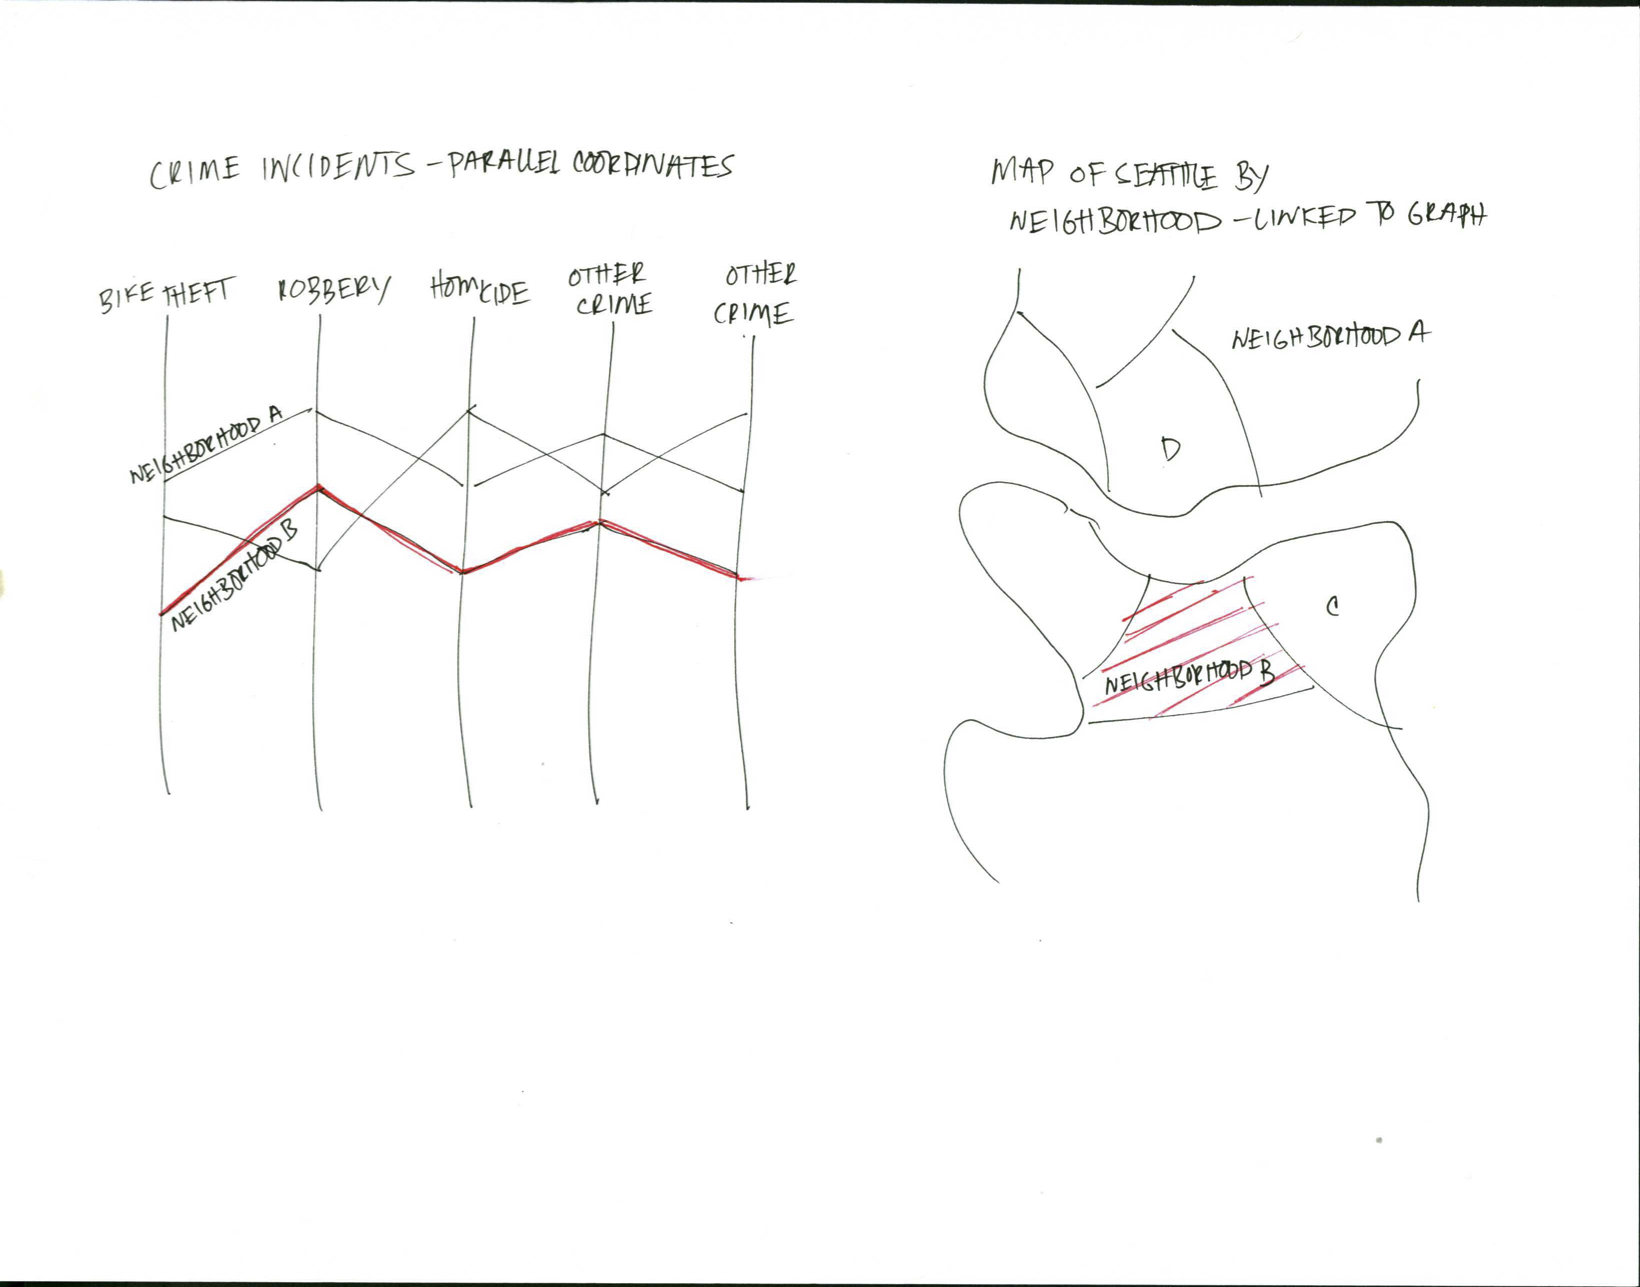 CRIME INCIDENTS - PARALLEL COORDINATES
BIKE THEFT
ROBBERY
HOMICIDE
OTHER
CRIME
OTHER
CRIME
NEIGHBORHOOD A
NEIGHBORHOOD B
MAP OF SEATTLE BY
NEIGHBORHOOD - LINKED TO GRAPH
NEIGHBORHOOD A
D
C
NEIGHBORHOOD B